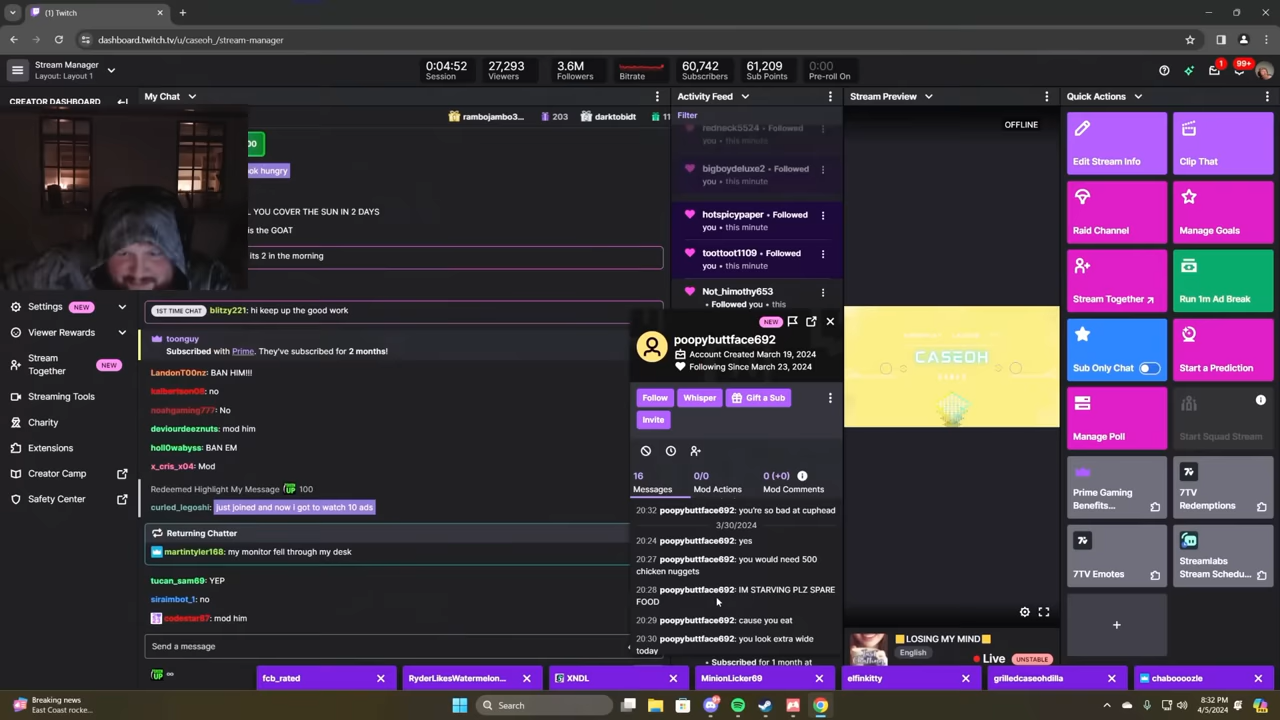 (1) Twitch
dashboard.twitch.tv/u/caseoh_/stream-manager
Stream Manager
Layout: Layout 1
0:04:52
Session
27,293
Viewers
3.6M
Followers
Bitrate
60,742
Subscribers
61,209
Sub Points
0:00
Pre-roll On
1
99+
CREATOR DASHBOARD
My Chat
Activity Feed
Stream Preview
Quick Actions
rambojambo3...
203
darktobidt
11
ok hungry
L YOU COVER THE SUN IN 2 DAYS
is the GOAT
its 2 in the morning
Settings NEW
Viewer Rewards
Stream Together NEW
Streaming Tools
Charity
Extensions
Creator Camp
Safety Center
1ST TIME CHAT blitzy221: hi keep up the good work
toonguy
Subscribed with Prime. They've subscribed for 2 months!
LandonT00nz: BAN HIM!!!
kalbertson09: no
noahgaming777: No
deviourdeeznuts: mod him
holl0wabyss: BAN EM
x_cris_x04: Mod
Redeemed Highlight My Message 100
curled_legoshi: just joined and now i got to watch 10 ads
Returning Chatter
martintyler168: my monitor fell through my desk
tucan_sam69: YEP
siraimbot_1: no
codestar67: mod him
Send a message
Filter
redneck5524 • Followed
you • this minute
bigboydeluxe2 • Followed
you • this minute
hotspicypaper • Followed
you • this minute
toottoot1109 • Followed
you • this minute
Not_himothy653
• Followed you • this
NEW
poopybuttface692
Account Created March 19, 2024
Following Since March 23, 2024
Follow
Whisper
Gift a Sub
Invite
16
Messages
0/0
Mod Actions
0 (+0)
Mod Comments
20:32 poopybuttface692: you're so bad at cuphead
3/30/2024
20:24 poopybuttface692: yes
20:27 poopybuttface692: you would need 500
chicken nuggets
20:28 poopybuttface692: IM STARVING PLZ SPARE
FOOD
20:29 poopybuttface692: cause you eat
20:30 poopybuttface692: you look extra wide
today
• Subscribed for 1 month at
OFFLINE
CASEOH
LOSING MY MIND
English
Live
UNSTABLE
Edit Stream Info
Clip That
Raid Channel
Manage Goals
Stream Together
Run 1m Ad Break
Sub Only Chat
Start a Prediction
Manage Poll
Start Squad Stream
Prime Gaming
Benefits...
7TV
Redemptions
7TV Emotes
Streamlabs
Stream Schedu...
fcb_rated
RyderLikesWatermelon...
XNDL
MinionLicker69
elfinkitty
grilledcaseohdilla
chaboooozle
Breaking news
East Coast rocke...
Search
8:32 PM
4/5/2024